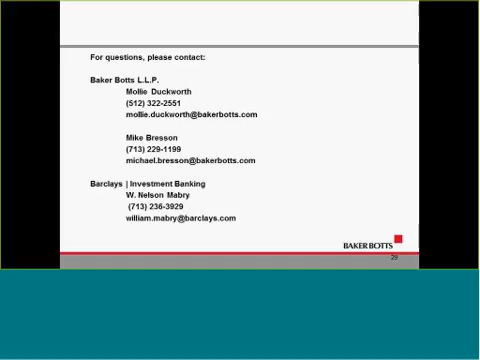 For questions, please contact:
Baker Botts L.L.P.
Mollie Duckworth
(512) 322-2551
mollie.duckworth@bakerbotts.com
Mike Bresson
(713) 229-1199
michael.bresson@bakerbotts.com
Barclays | Investment Banking
W. Nelson Mabry
(713) 236-3929
william.mabry@barclays.com
BAKER BOTTS
29